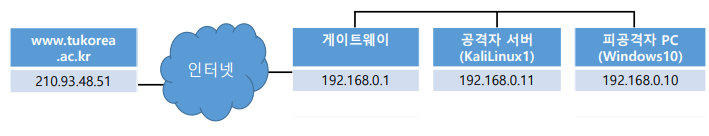 www.tukorea
.ac.kr
210.93.48.51
인터넷
게이트웨이
192.168.0.1
공격자 서버
(KaliLinux1)
192.168.0.11
피공격자 PC
(Windows10)
192.168.0.10